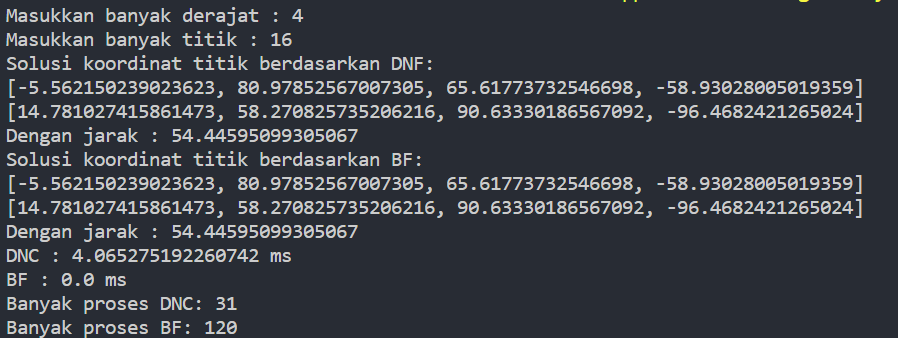 Masukkan banyak derajat : 4
Masukkan banyak titik : 16
Solusi koordinat titik berdasarkan DNF:
[-5.562150239023623, 80.97852567007305, 65.61773732546698, -58.93028005019359]
[14.781027415861473, 58.270825735206216, 90.63330186567092, -96.4682421265024]
Dengan jarak : 54.44595099305067
Solusi koordinat titik berdasarkan BF:
[-5.562150239023623, 80.97852567007305, 65.61773732546698, -58.93028005019359]
[14.781027415861473, 58.270825735206216, 90.63330186567092, -96.4682421265024]
Dengan jarak : 54.44595099305067
DNC : 4.065275192260742 ms
BF : 0.0 ms
Banyak proses DNC: 31
Banyak proses BF: 120